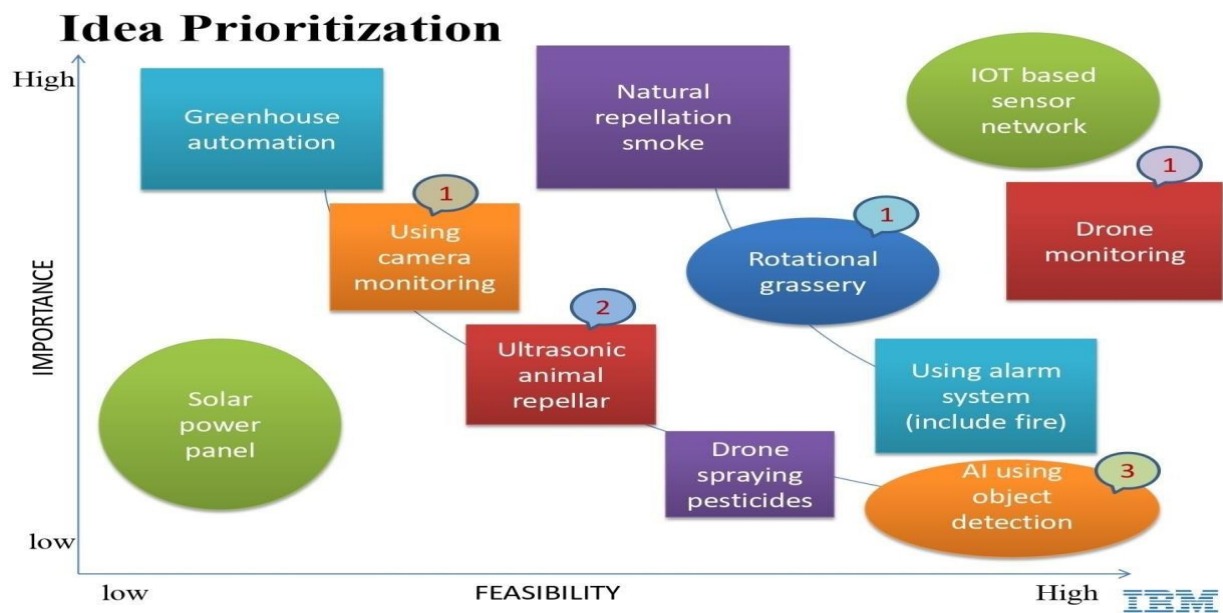 Idea Prioritization
High
Greenhouse
automation
Natural
repellation
smoke
IOT based
sensor
network
1
Using
camera
monitoring
1
Rotational
grassery
1
Drone
monitoring
IMPORTANCE
2
Ultrasonic
animal
repellar
Using alarm
system
(include fire)
Solar
power
panel
Drone
spraying
pesticides
3
AI using
object
detection
low
low
FEASIBILITY
High
IBM